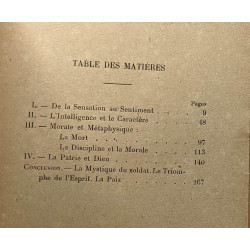 TABLE DES MATIÈRES
Pages
I. — De la Sensation au Sentiment . . . . . 9
II. — L'Intelligence et le Caractère . . . . . 48
III. — Morale et Métaphysique :
La Mort . . . . . 97
La Discipline et la Morale . . . . . 113
IV. — La Patrie et Dieu . . . . . 140
CONCLUSION. — La Mystique du soldat. Le Triom-
phe de l'Esprit. La Paix . . . . . 167